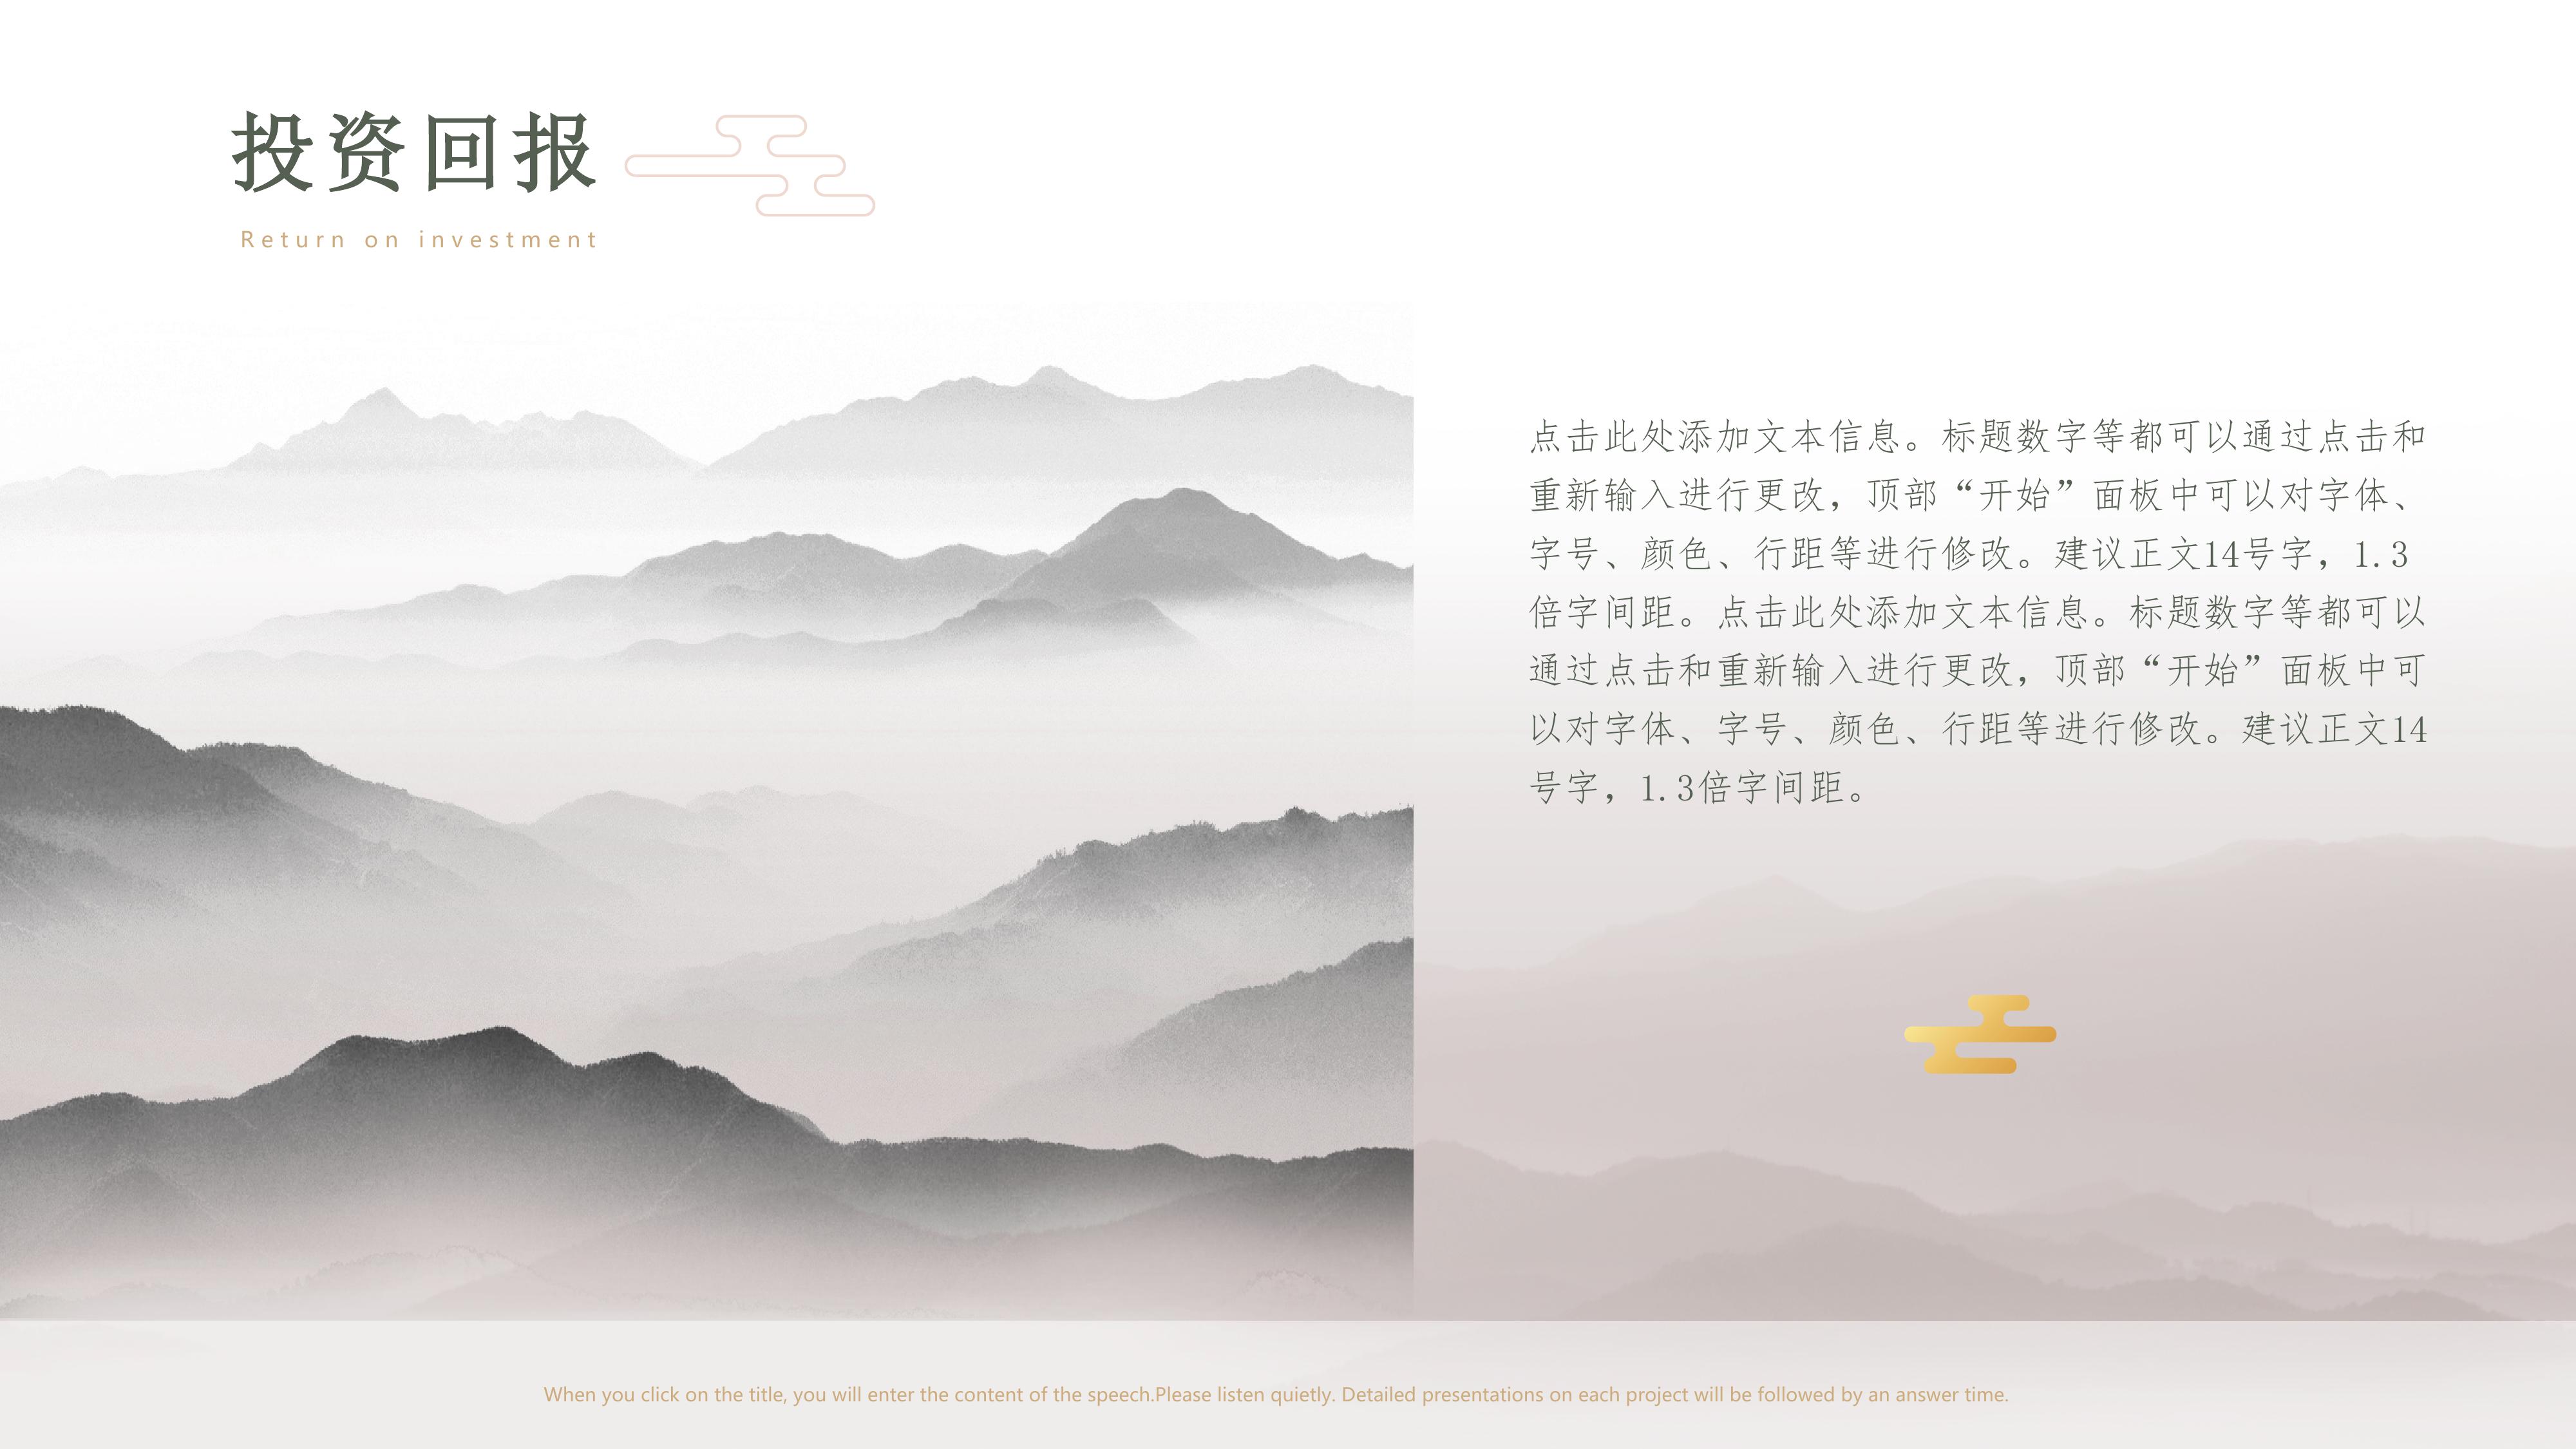 投资回报
Return on investment
点击此处添加文本信息。标题数字等都可以通过点击和
重新输入进行更改，顶部“开始”面板中可以对字体、
字号、颜色、行距等进行修改。建议正文14号字，1.3
倍字间距。点击此处添加文本信息。标题数字等都可以
通过点击和重新输入进行更改，顶部“开始”面板中可
以对字体、字号、颜色、行距等进行修改。建议正文14
号字，1.3倍字间距。
When you click on the title, you will enter the content of the speech.Please listen quietly. Detailed presentations on each project will be followed by an answer time.